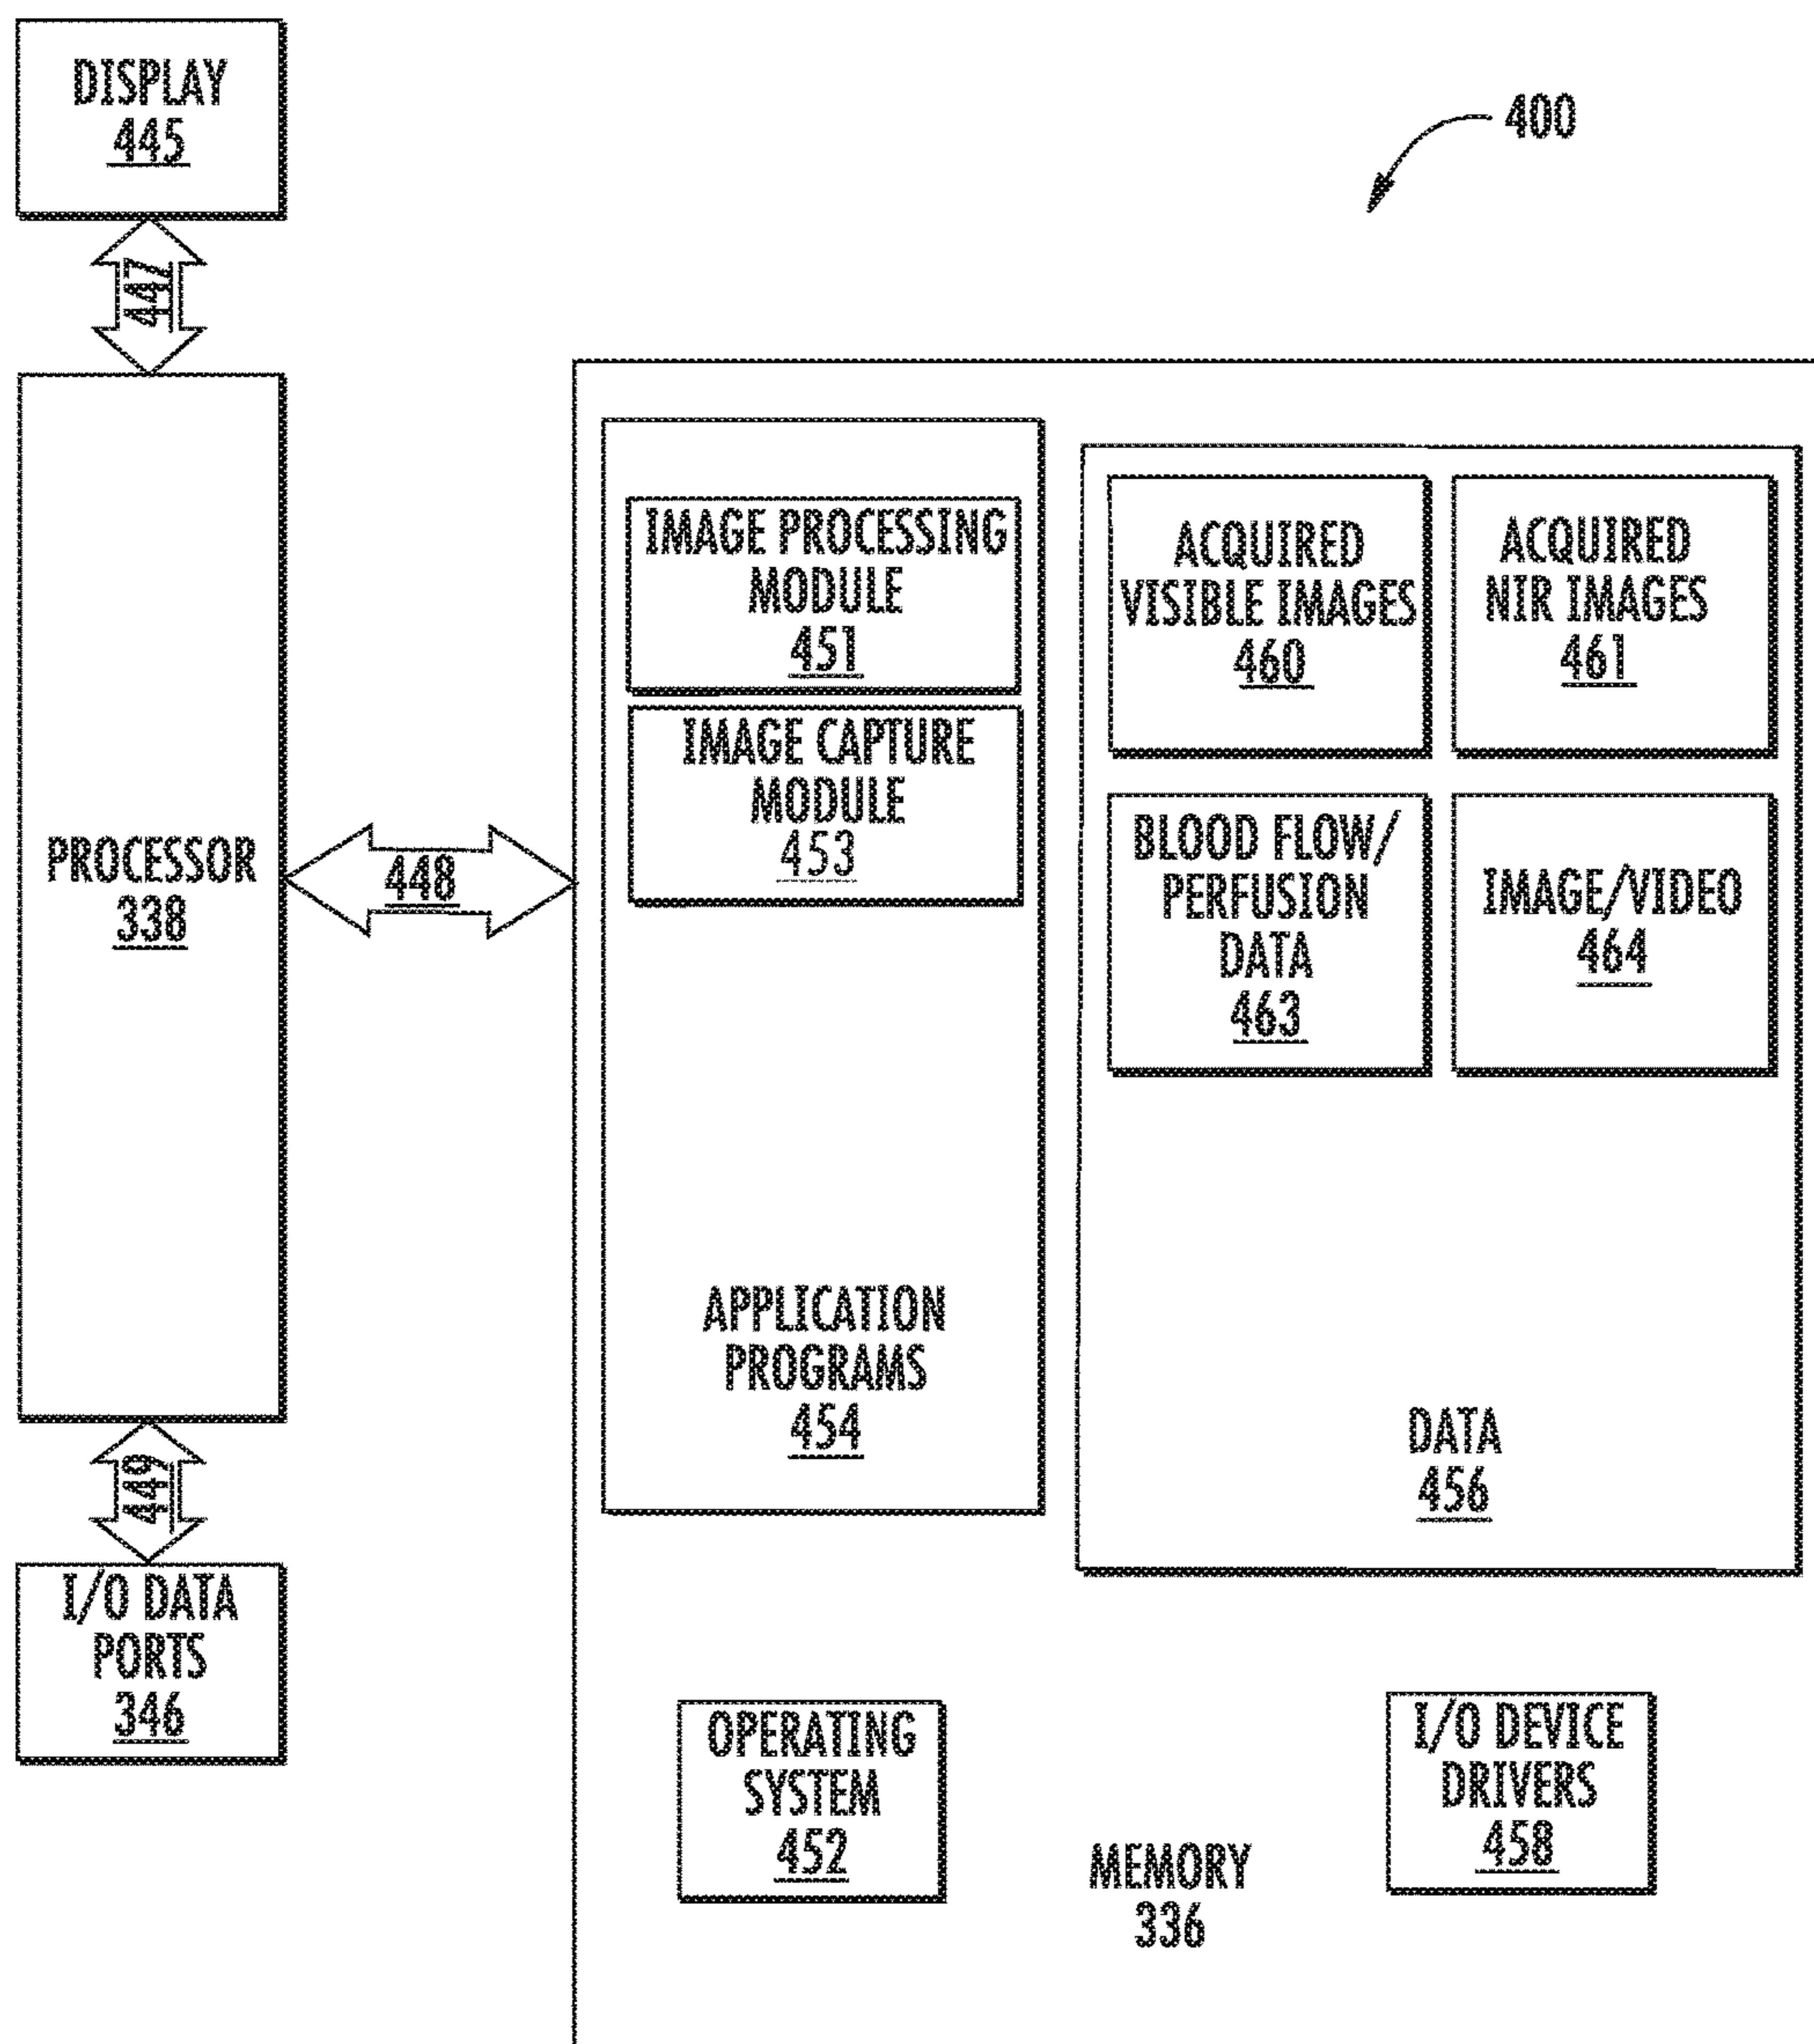 DISPLAY
445
400
447
PROCESSOR
338
448
449
I/O DATA
PORTS
346
IMAGE PROCESSING
MODULE
451
IMAGE CAPTURE
MODULE
453
APPLICATION
PROGRAMS
454
ACQUIRED
VISIBLE IMAGES
460
ACQUIRED
NIR IMAGES
461
BLOOD FLOW/
PERFUSION
DATA
463
IMAGE/VIDEO
464
DATA
456
OPERATING
SYSTEM
452
MEMORY
336
I/O DEVICE
DRIVERS
458